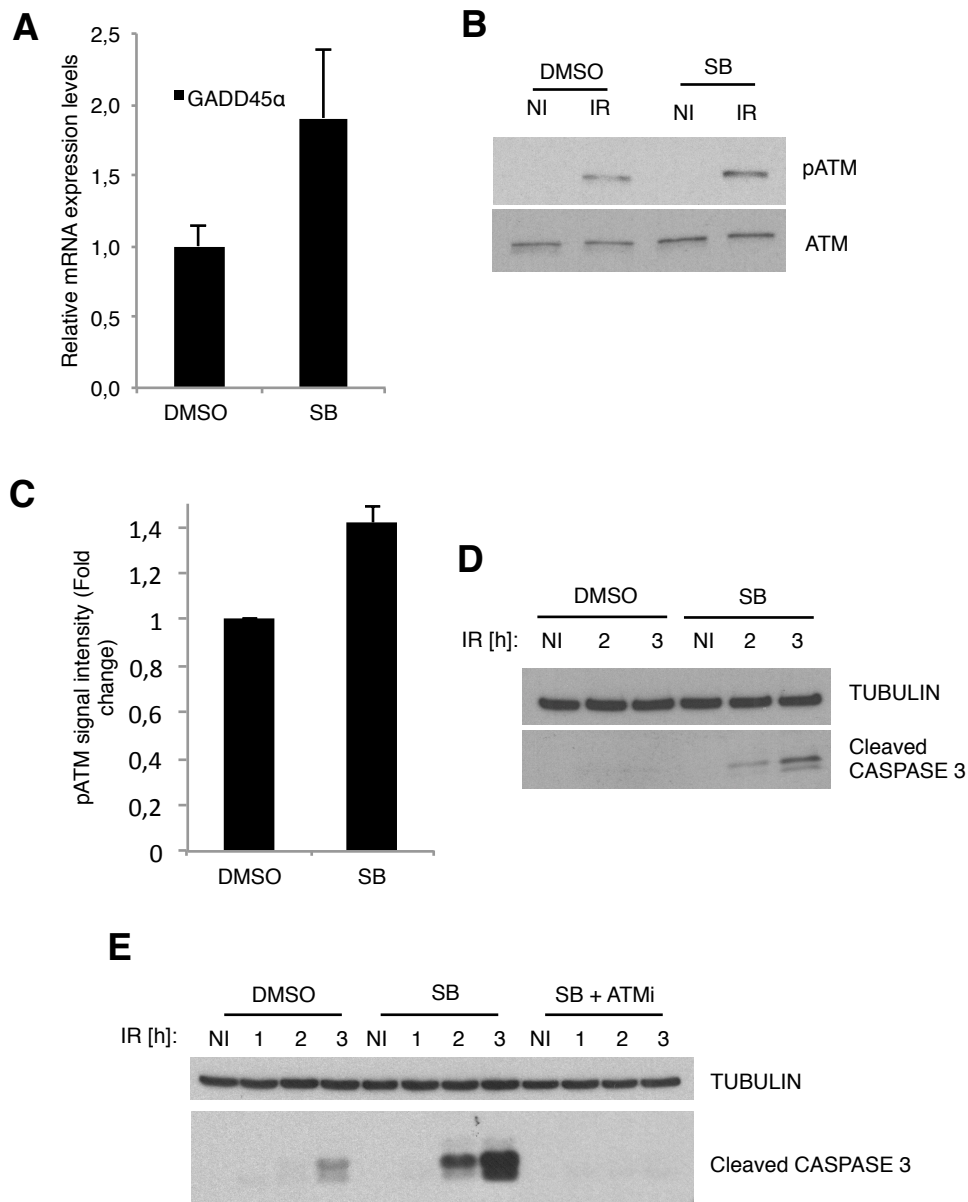 A
Relative mRNA expression levels
2,5
2,0
1,5
1,0
0,5
0,0
GADD45α
DMSO SB
B
DMSO SB
NI IR NI IR
pATM
ATM
C
pATM signal intensity (Fold
change)
1,4
1,2
1
0,8
0,6
0,4
0,2
0
DMSO SB
D
DMSO SB
IR [h]: NI 2 3 NI 2 3
TUBULIN
Cleaved
CASPASE 3
E
DMSO SB SB + ATMi
IR [h]: NI 1 2 3 NI 1 2 3 NI 1 2 3
TUBULIN
Cleaved CASPASE 3